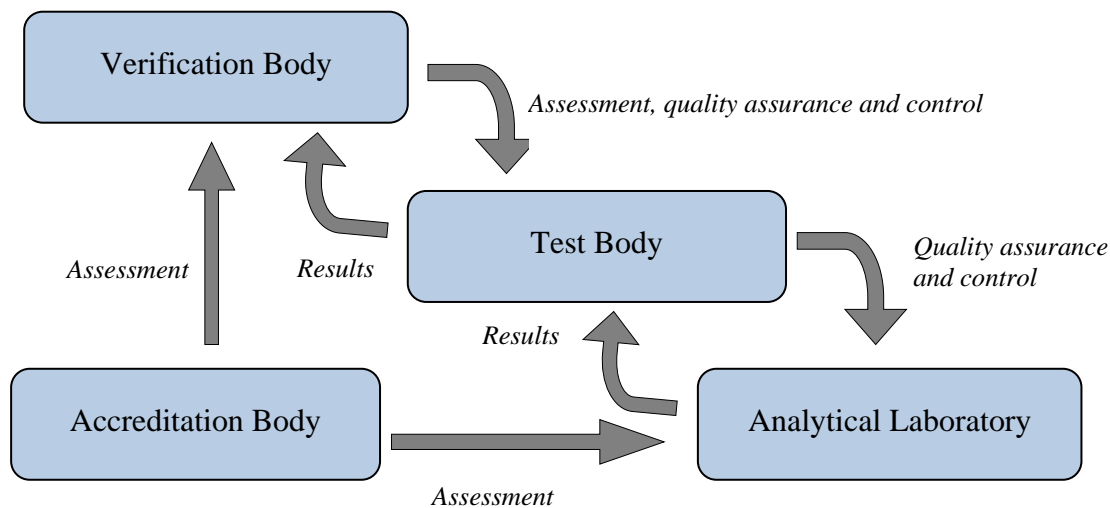 Verification Body
Assessment, quality assurance and control
Test Body
Quality assurance
and control
Assessment
Results
Results
Accreditation Body
Analytical Laboratory
Assessment